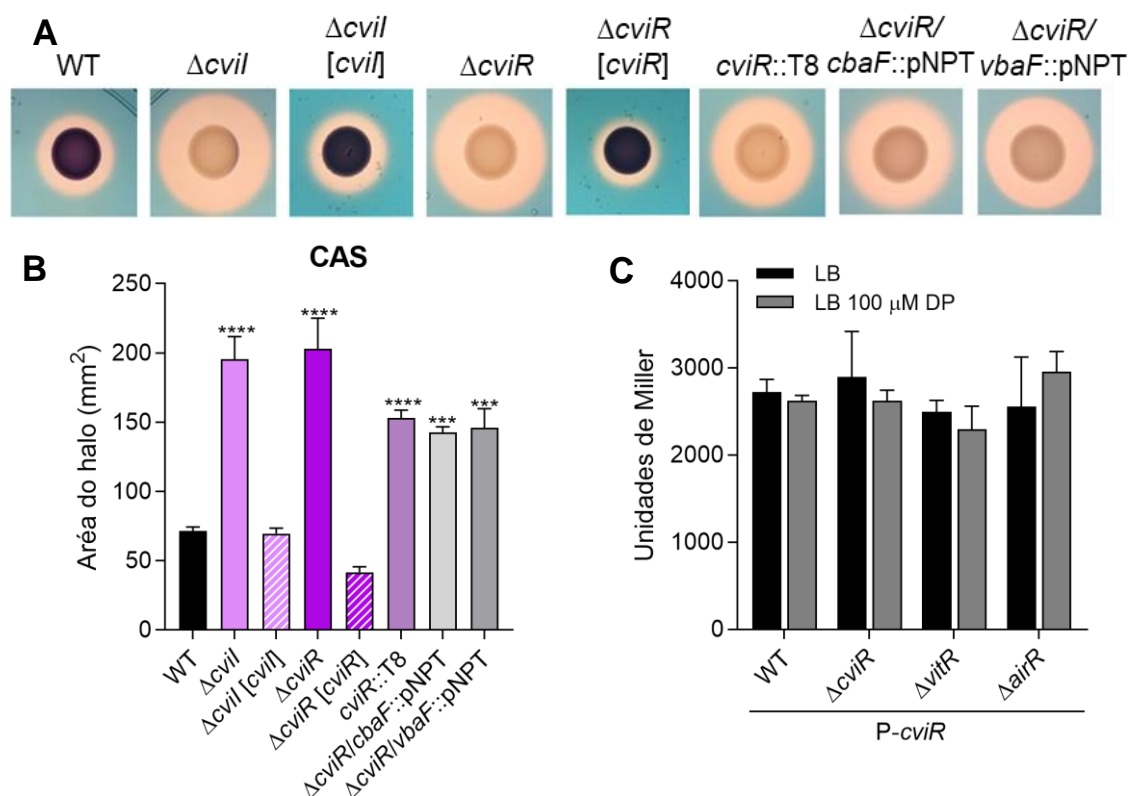 A
WT
ΔcviI
ΔcviI
[cviI]
ΔcviR
ΔcviR
[cviR]
cviR::T8
ΔcviR/
cbaF::pNPT
ΔcviR/
vbaF::pNPT
B
CAS
Aréa do halo (mm²)
250
200
150
100
50
0
****
****
****
***
***
WT
ΔcviI
ΔcviI [cviI]
ΔcviR
ΔcviR [cviR]
cviR::T8
ΔcviR/cbaF::pNPT
ΔcviR/vbaF::pNPT
C
LB
LB 100 µM DP
Unidades de Miller
4000
3000
2000
1000
0
WT
ΔcviR
ΔvitR
ΔairR
P-cviR